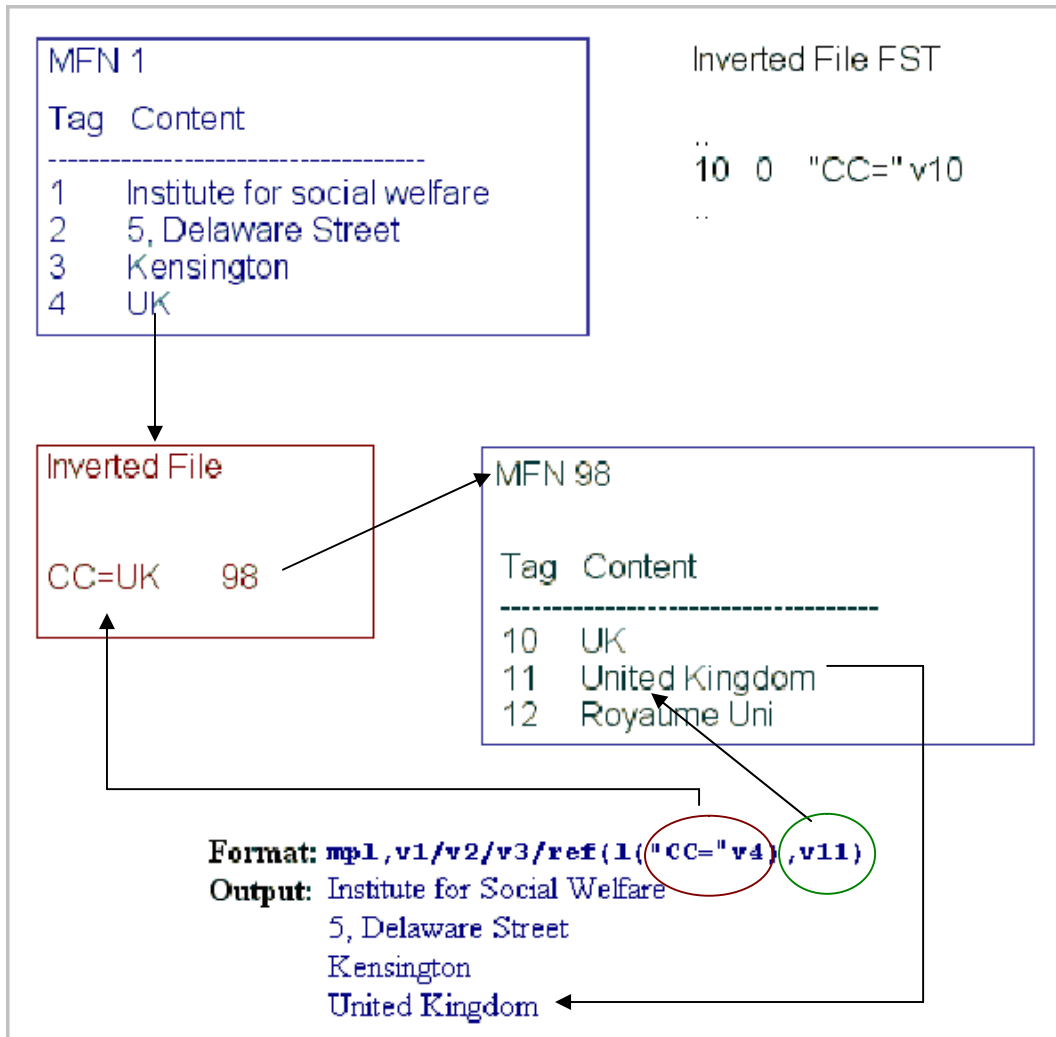 MFN 1
Tag Content
------------------------------------
1 Institute for social welfare
2 5, Delaware Street
3 Kensington
4 UK
Inverted File FST
..
10 0 "CC=" v10
..
Inverted File
CC=UK 98
MFN 98
Tag Content
------------------------------------
10 UK
11 United Kingdom
12 Royaume Uni
Format: mpl,v1/v2/v3/ref(l("CC="v4),v11)
Output: Institute for Social Welfare
5, Delaware Street
Kensington
United Kingdom